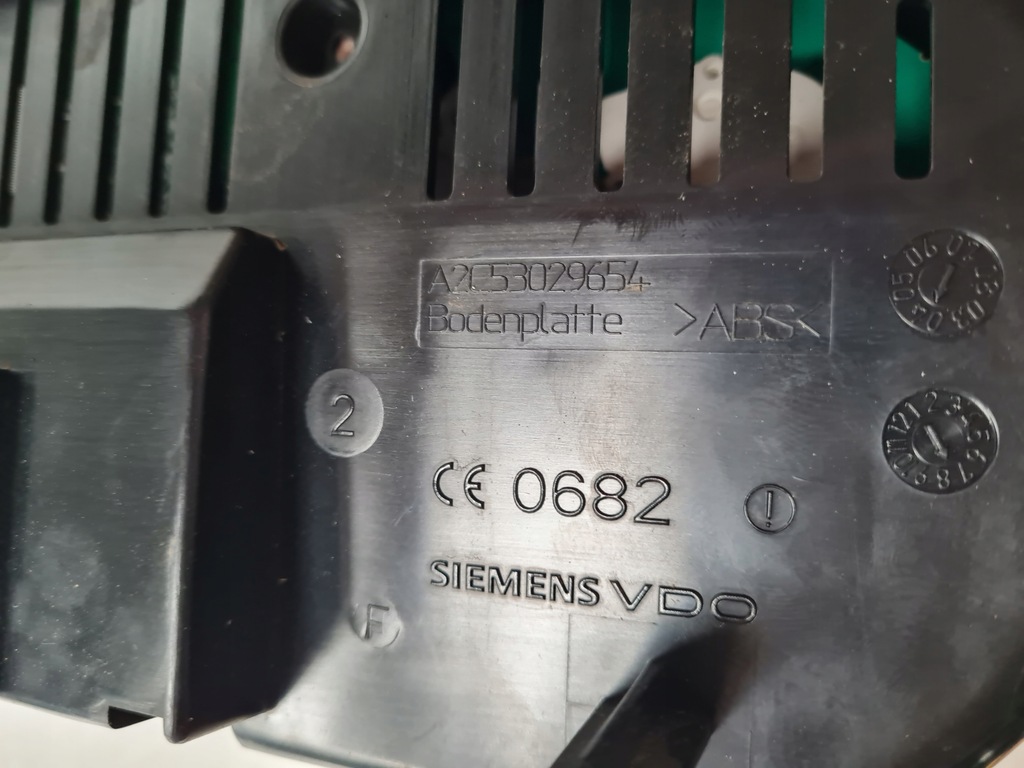 A2C53029654
Bodenplatte >ABS<
2
CE 0682 !
SIEMENS VDO
F